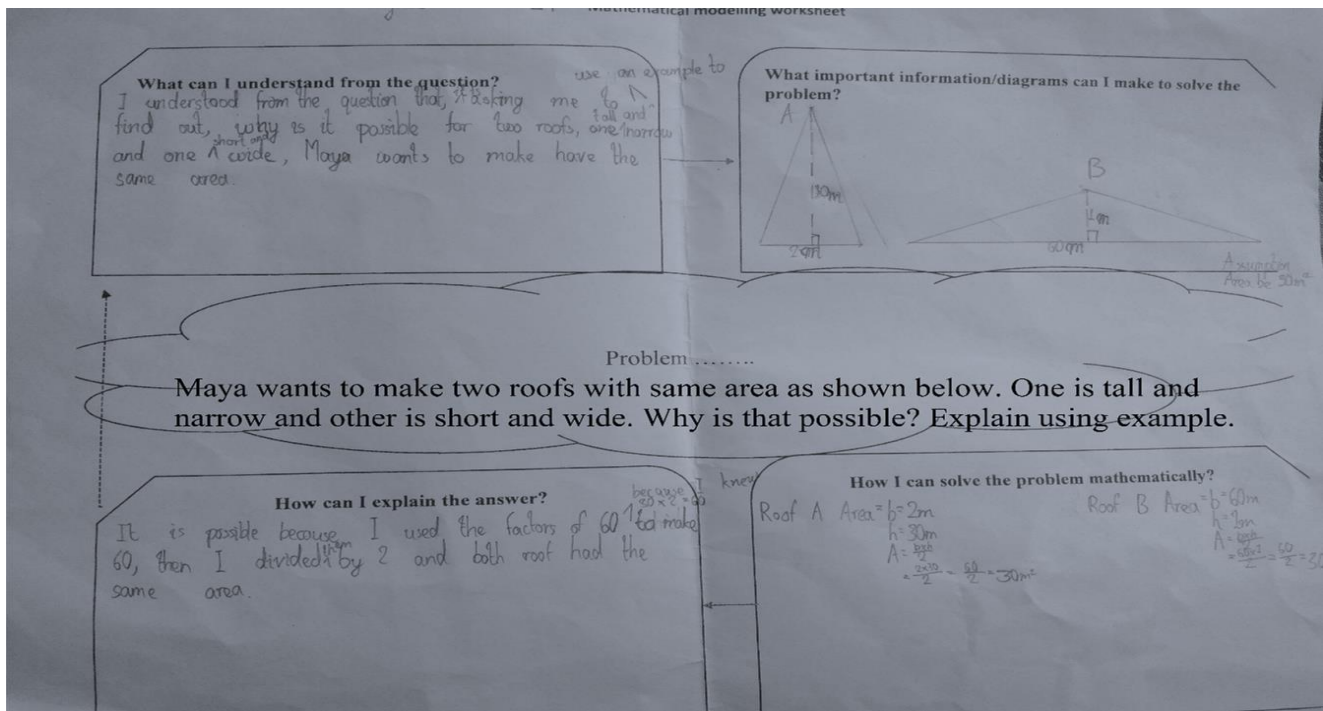 Mathematical modelling worksheet
What can I understand from the question?
use an example to
I understood from the question that, it asking me to ^
find out, why is it possible for two roofs, one tall and narrow
and one ^ short and wide, Maya wants to make have the
same area.
What important information/diagrams can I make to solve the
problem?
A
30m
2m
B
1m
60m
Assumption
Area be 30m²
Problem ........
Maya wants to make two roofs with same area as shown below. One is tall and
narrow and other is short and wide. Why is that possible? Explain using example.
How can I explain the answer?
It is possible because I used the factors of 60 ^ because I knew
to make
60, then I divided them by 2 and both roof had the
same area.
How I can solve the problem mathematically?
Roof A Area = b = 2m
h = 30m
A =
= 2x30/2 = 60/2 = 30m²
Roof B Area = b = 60m
h =
A =
= 60/2 = 30